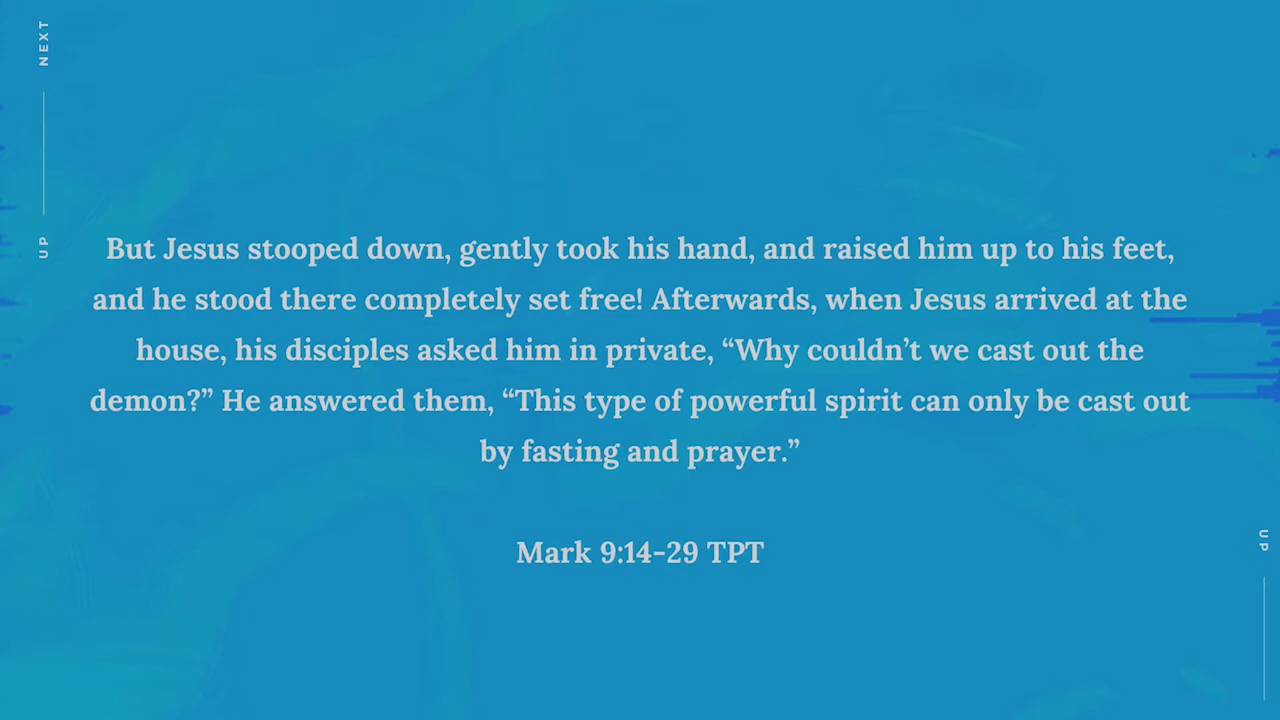 NEXT
UP
But Jesus stooped down, gently took his hand, and raised him up to his feet,
and he stood there completely set free! Afterwards, when Jesus arrived at the
house, his disciples asked him in private, “Why couldn’t we cast out the
demon?” He answered them, “This type of powerful spirit can only be cast out
by fasting and prayer.”
Mark 9:14-29 TPT
UP